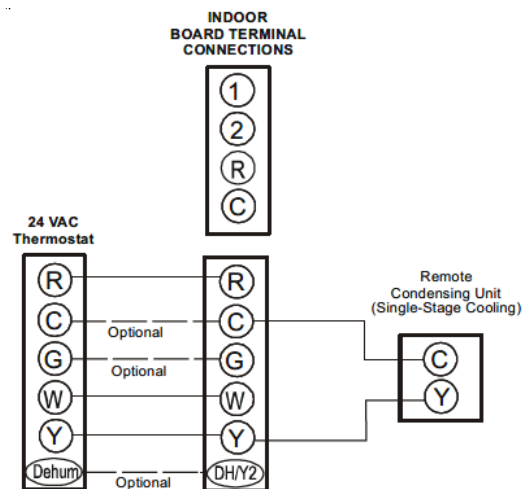 INDOOR
BOARD TERMINAL
CONNECTIONS
1
2
R
C
24 VAC
Thermostat
R
C
G
W
Y
Dehum
Optional
Optional
Optional
R
C
G
W
Y
DH/Y2
Remote
Condensing Unit
(Single-Stage Cooling)
C
Y